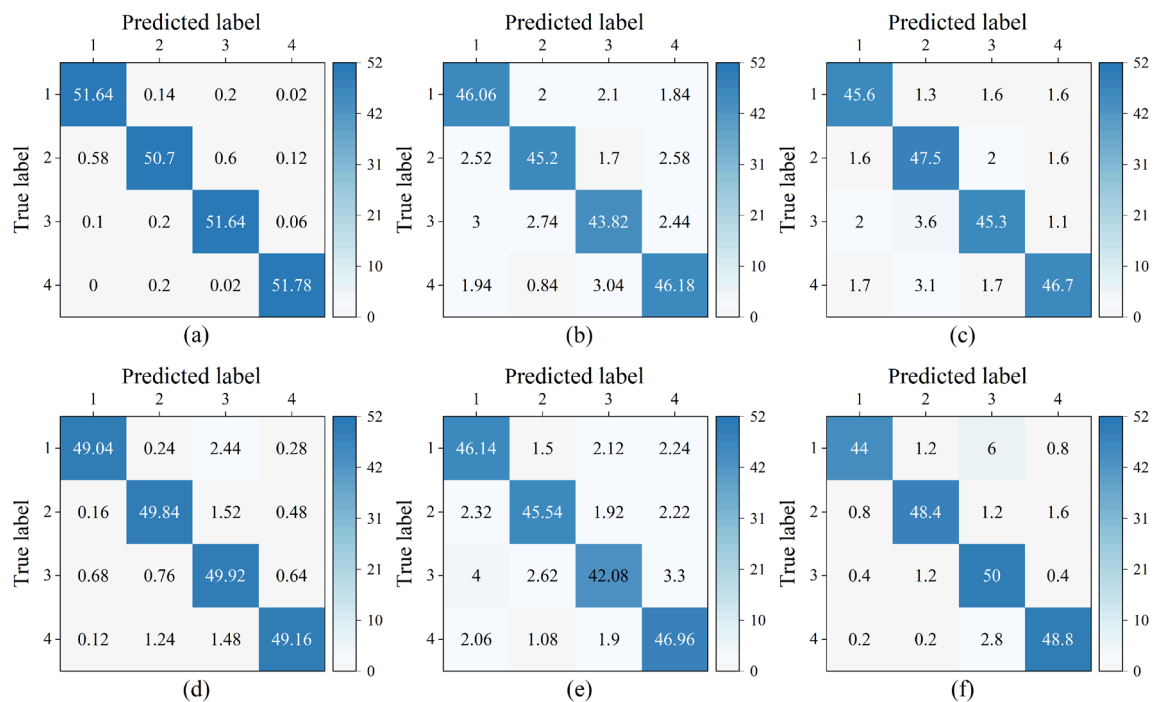 Predicted label Predicted label Predicted label
1 2 3 4 1 2 3 4 1 2 3 4
52 52 52
1 51.64 0.14 0.2 0.02 1 46.06 2 2.1 1.84 1 45.6 1.3 1.6 1.6
42 42 42
True label 2 0.58 50.7 0.6 0.12 31 True label 2 2.52 45.2 1.7 2.58 31 True label 2 1.6 47.5 2 1.6 31
21 21 21
3 0.1 0.2 51.64 0.06 3 3 2.74 43.82 2.44 3 2 3.6 45.3 1.1
10 10 10
4 0 0.2 0.02 51.78 4 1.94 0.84 3.04 46.18 4 1.7 3.1 1.7 46.7
0 0 0
(a) (b) (c)
Predicted label Predicted label Predicted label
1 2 3 4 1 2 3 4 1 2 3 4
52 52 52
1 49.04 0.24 2.44 0.28 1 46.14 1.5 2.12 2.24 1 44 1.2 6 0.8
42 42 42
True label 2 0.16 49.84 1.52 0.48 31 True label 2 2.32 45.54 1.92 2.22 31 True label 2 0.8 48.4 1.2 1.6 31
21 21 21
3 0.68 0.76 49.92 0.64 3 4 2.62 42.08 3.3 3 0.4 1.2 50 0.4
10 10 10
4 0.12 1.24 1.48 49.16 4 2.06 1.08 1.9 46.96 4 0.2 0.2 2.8 48.8
0 0 0
(d) (e) (f)